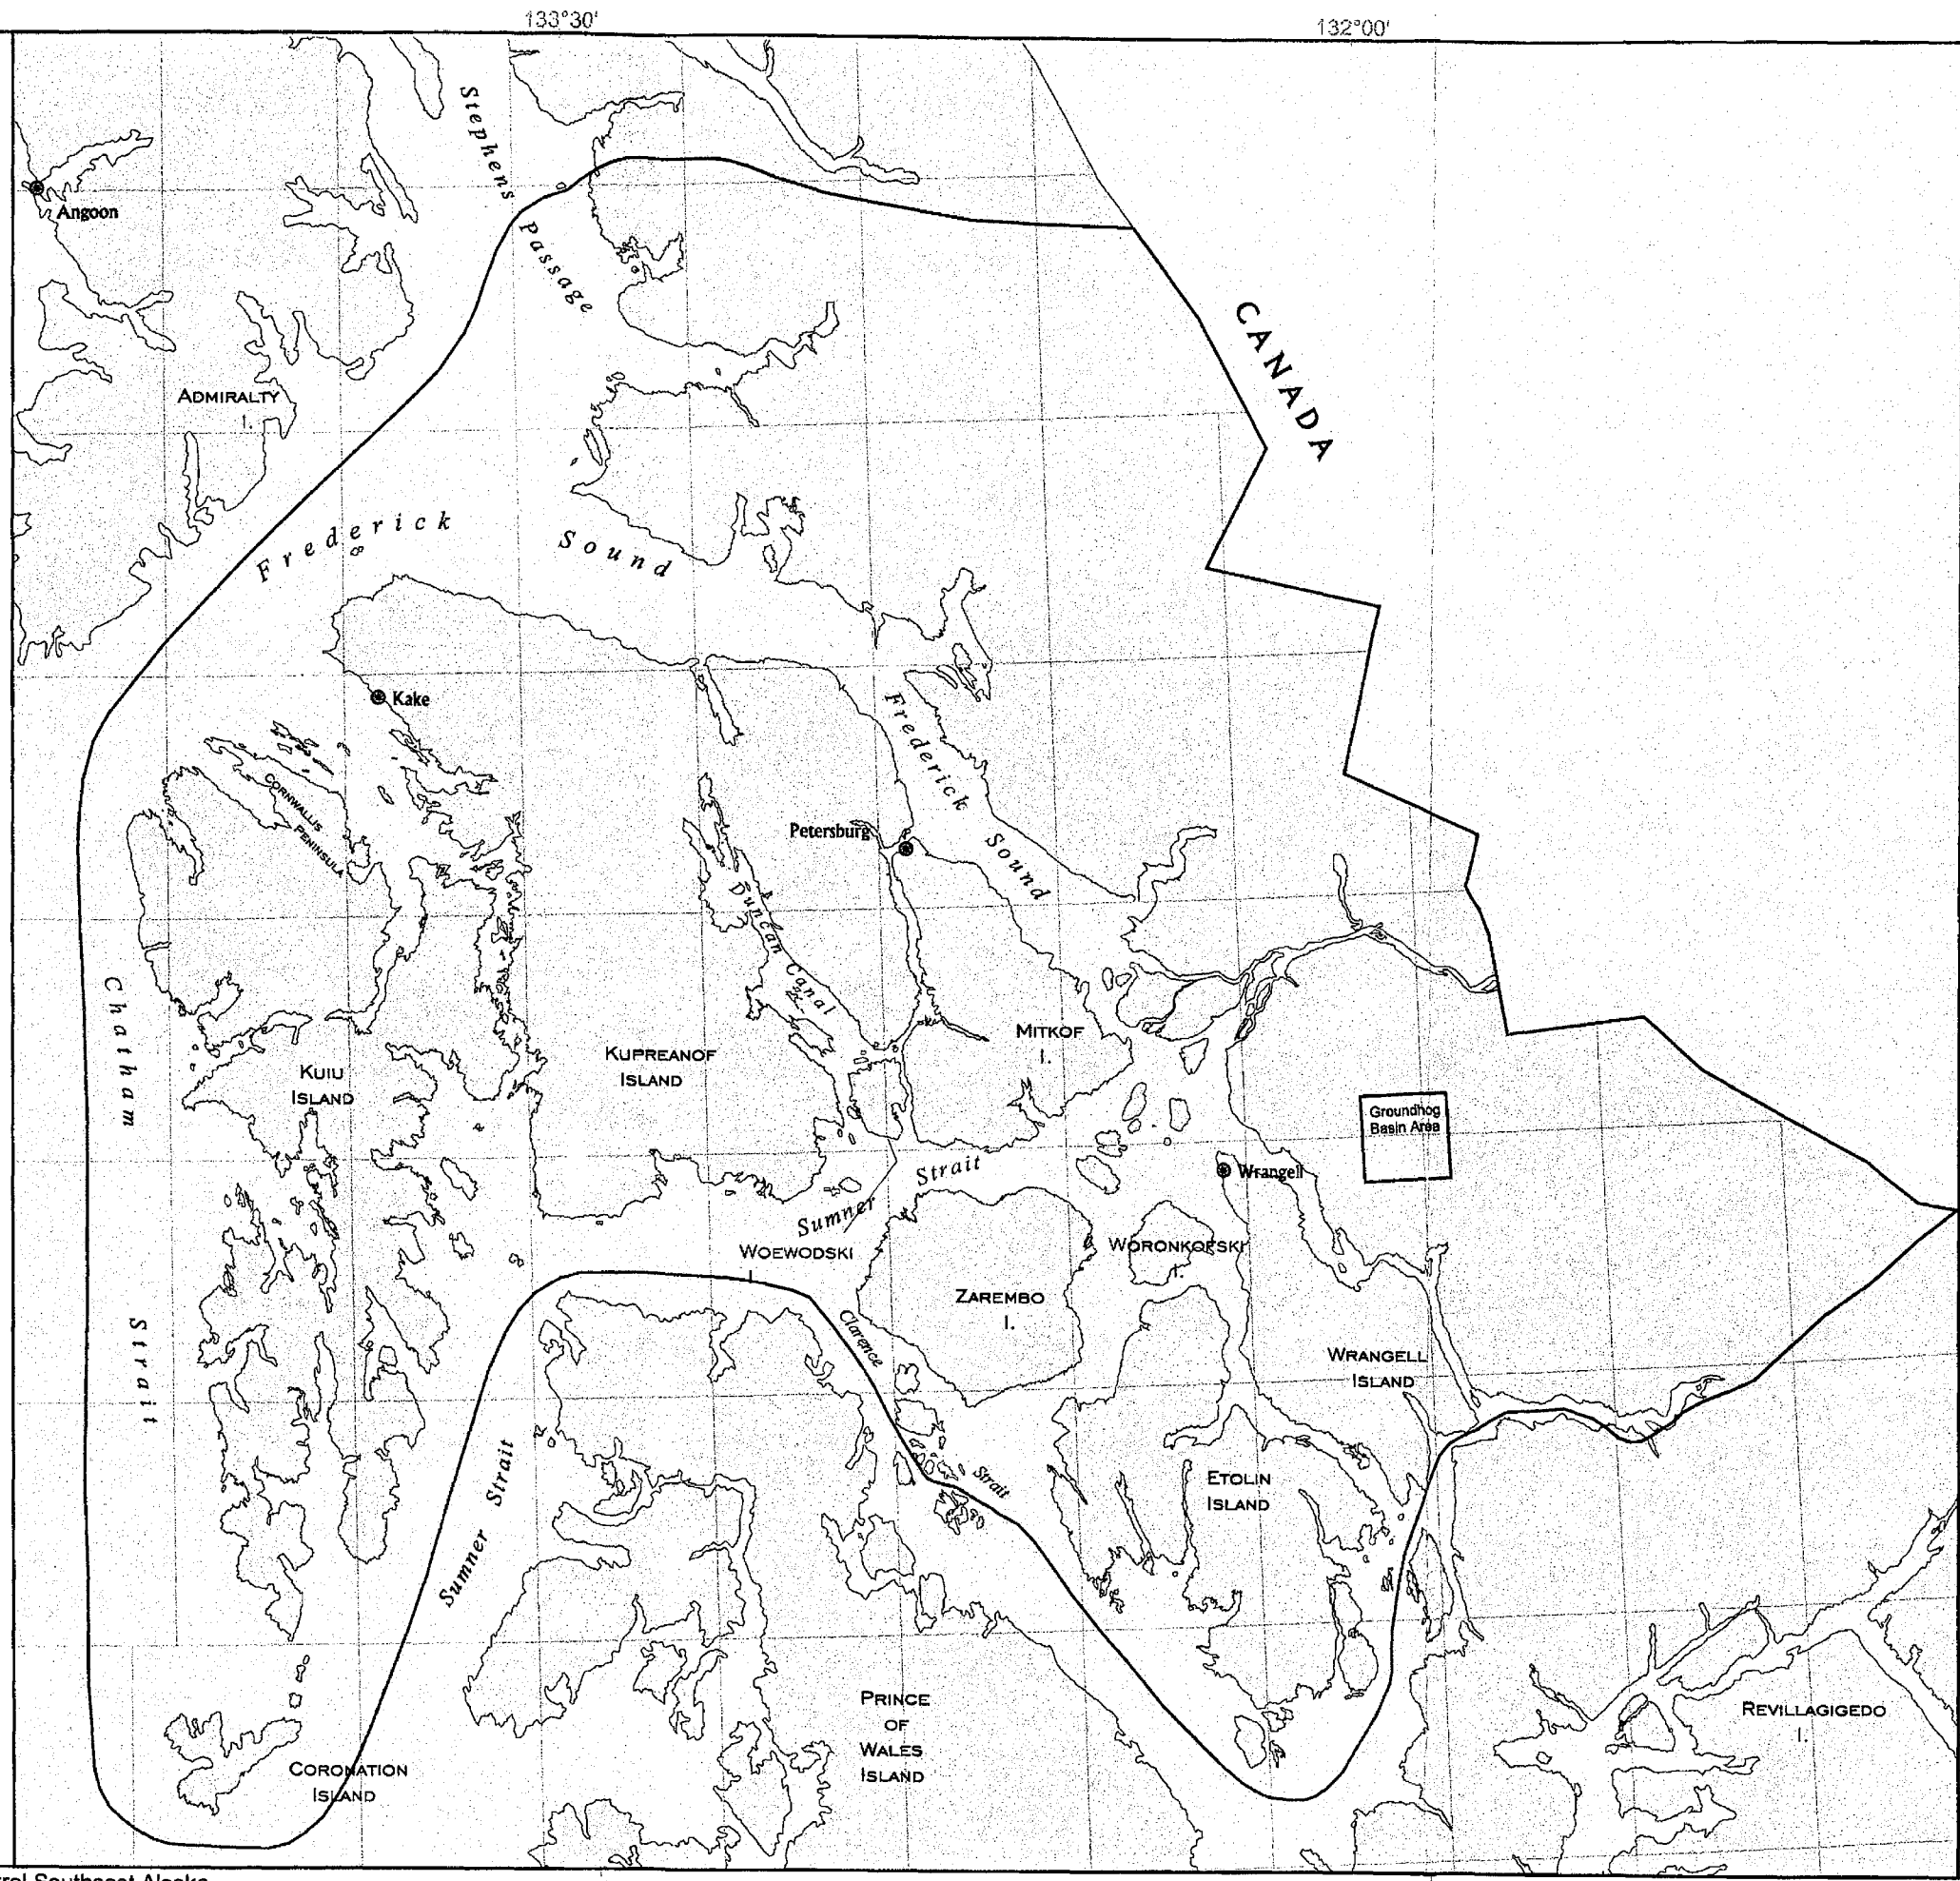 133°30'
132°00'
Stephens Passage
Angoon
CANADA
ADMIRALTY
I.
Frederick Sound
Kake
Frederick Sound
CORNWALLIS
PENINSULA
Petersburg
Duncan Canal
Chatham Strait
MITKOF
I.
KUPREANOF
ISLAND
KUIU
ISLAND
Groundhog
Basin Area
Sumner Strait
Wrangell
WOEWODSKI
I.
WORONKOFSKI
I.
ZAREMBO
I.
Clarence Strait
WRANGELL
ISLAND
Sumner Strait
ETOLIN
ISLAND
PRINCE
OF
WALES
ISLAND
REVILLAGIGEDO
I.
CORONATION
ISLAND
Southeast Alaska